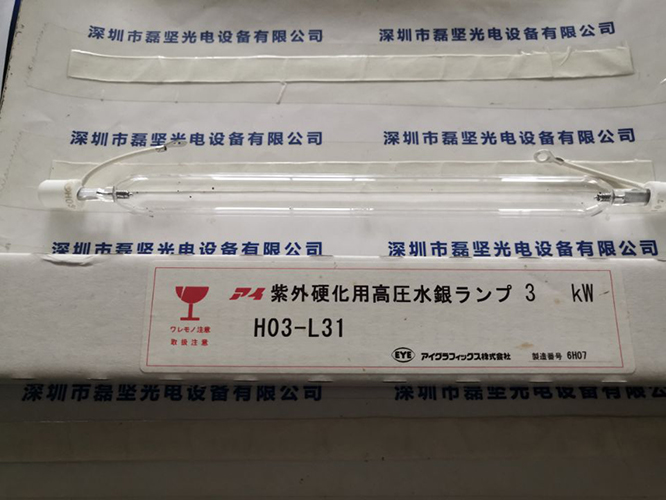 深圳市磊坚光电设备有限公司 深圳市磊坚光电设备有限公司
深圳市磊坚光电设备有限公司 深圳市磊坚光电设备有限公司
深圳市磊坚光电设备有限公司 深圳市磊坚光电设备有限公司
アイ 紫外硬化用高圧水銀ランプ 3 kW
H03-L31
ワレモノ注意
取扱注意
EYE アイグラフィックス株式会社 製造番号 6H07
深圳市磊坚光电设备有限公司 深圳市磊坚光电设备有限公司